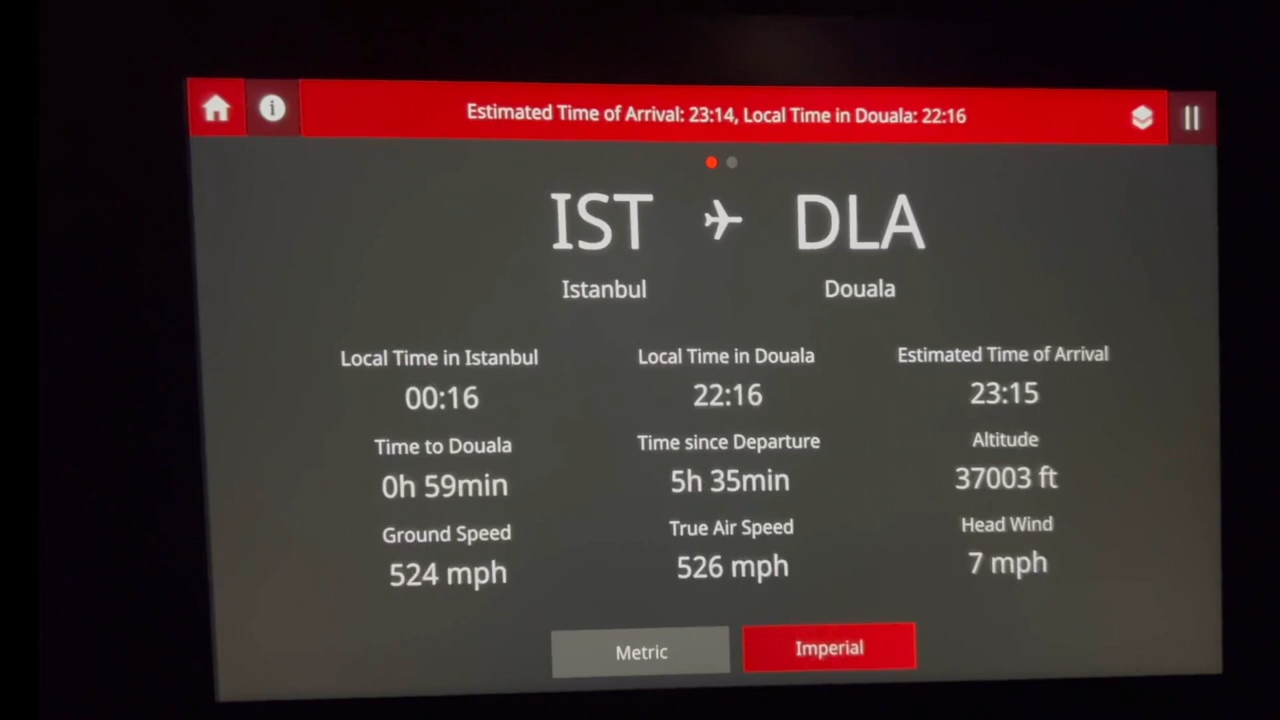 Estimated Time of Arrival: 23:14, Local Time in Douala: 22:16
IST DLA
Istanbul Douala
Local Time in Istanbul Local Time in Douala Estimated Time of Arrival
00:16 22:16 23:15
Time to Douala Time since Departure Altitude
0h 59min 5h 35min 37003 ft
Ground Speed True Air Speed Head Wind
524 mph 526 mph 7 mph
Metric Imperial